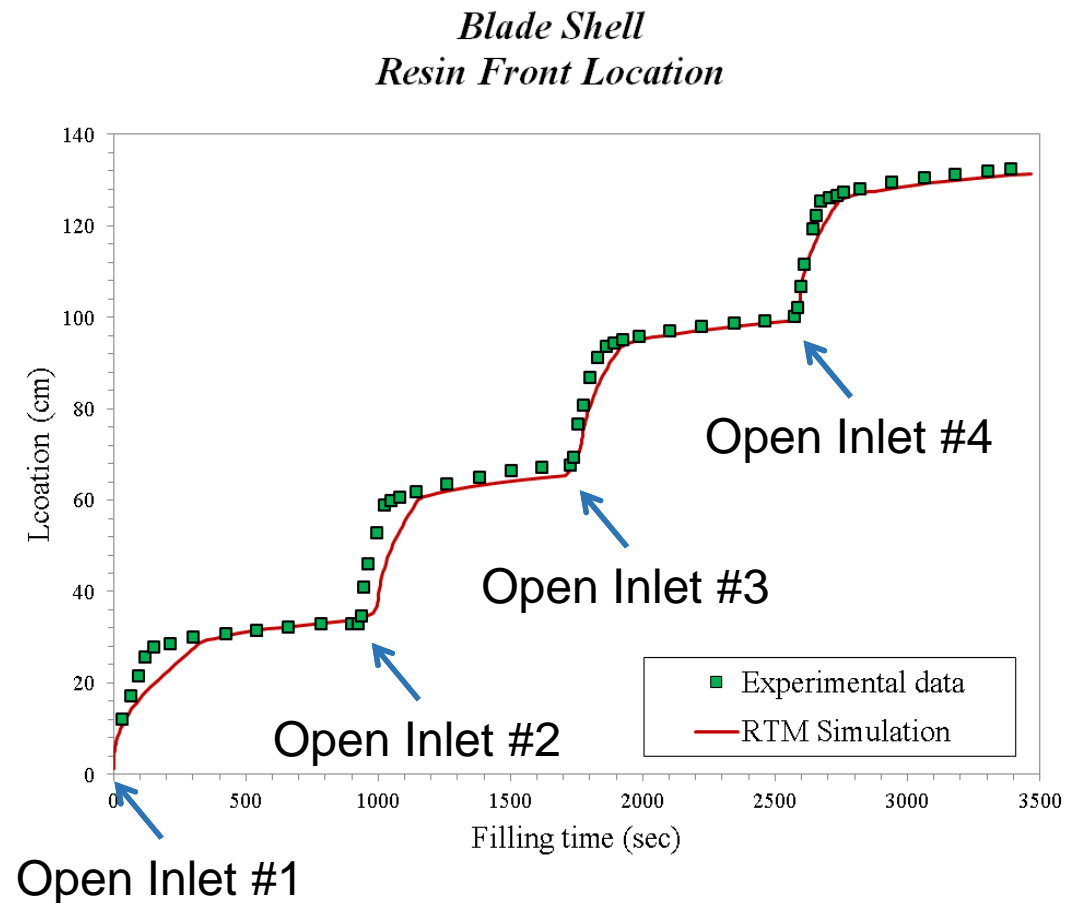 Blade Shell
Resin Front Location
140
120
100
80
60
40
20
0
Lcoation (cm)
Open Inlet #4
Open Inlet #3
Open Inlet #2
Experimental data
RTM Simulation
0 500 1000 1500 2000 2500 3000 3500
Filling time (sec)
Open Inlet #1